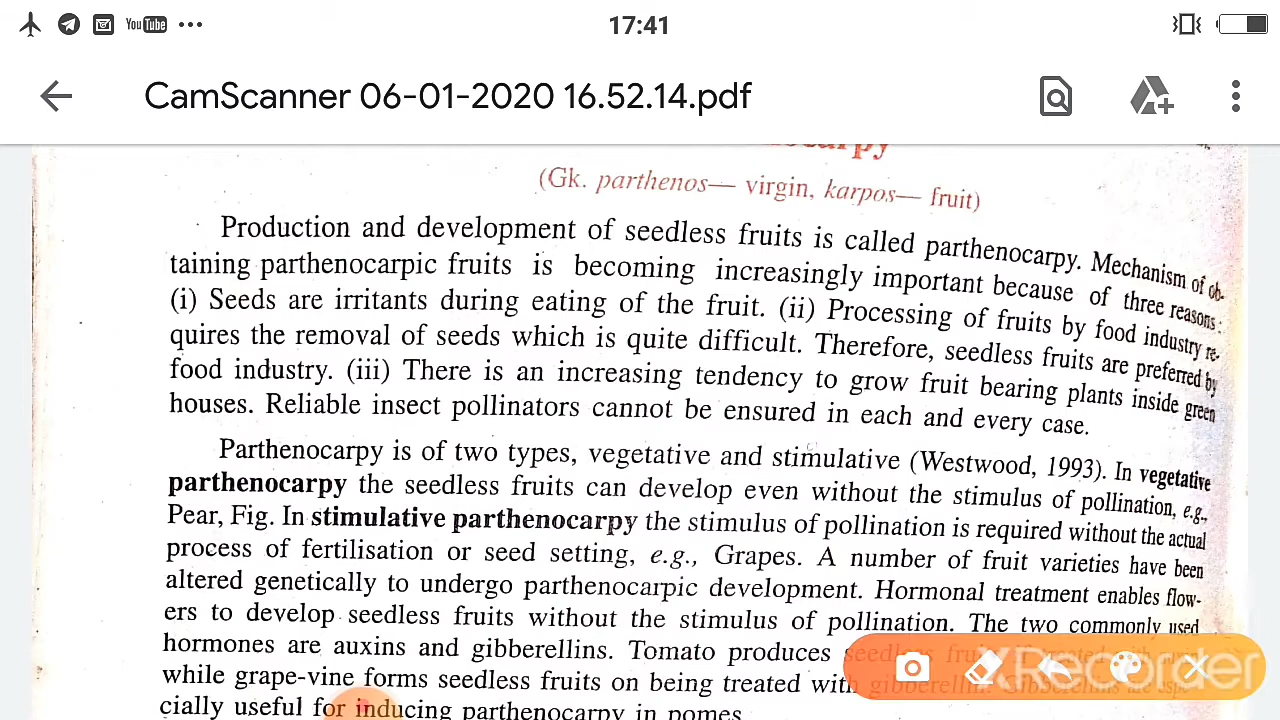 YouTube
17:41
CamScanner 06-01-2020 16.52.14.pdf
(Gk. parthenos— virgin, karpos— fruit)
Production and development of seedless fruits is called parthenocarpy. Mechanism of ob-
taining parthenocarpic fruits is becoming increasingly important because of three reasons:
(i) Seeds are irritants during eating of the fruit. (ii) Processing of fruits by food industry re-
quires the removal of seeds which is quite difficult. Therefore, seedless fruits are preferred by
food industry. (iii) There is an increasing tendency to grow fruit bearing plants inside green
houses. Reliable insect pollinators cannot be ensured in each and every case.
Parthenocarpy is of two types, vegetative and stimulative (Westwood, 1993). In vegetative
parthenocarpy the seedless fruits can develop even without the stimulus of pollination, e.g.,
Pear, Fig. In stimulative parthenocarpy the stimulus of pollination is required without the actual
process of fertilisation or seed setting, e.g., Grapes. A number of fruit varieties have been
altered genetically to undergo parthenocarpic development. Hormonal treatment enables flow-
ers to develop seedless fruits without the stimulus of pollination. The two commonly used
hormones are auxins and gibberellins. Tomato produces seedless
while grape-vine forms seedless fruits on being treated with gibberellin.
cially useful for inducing parthenocarpy in pomes.
XRecorder